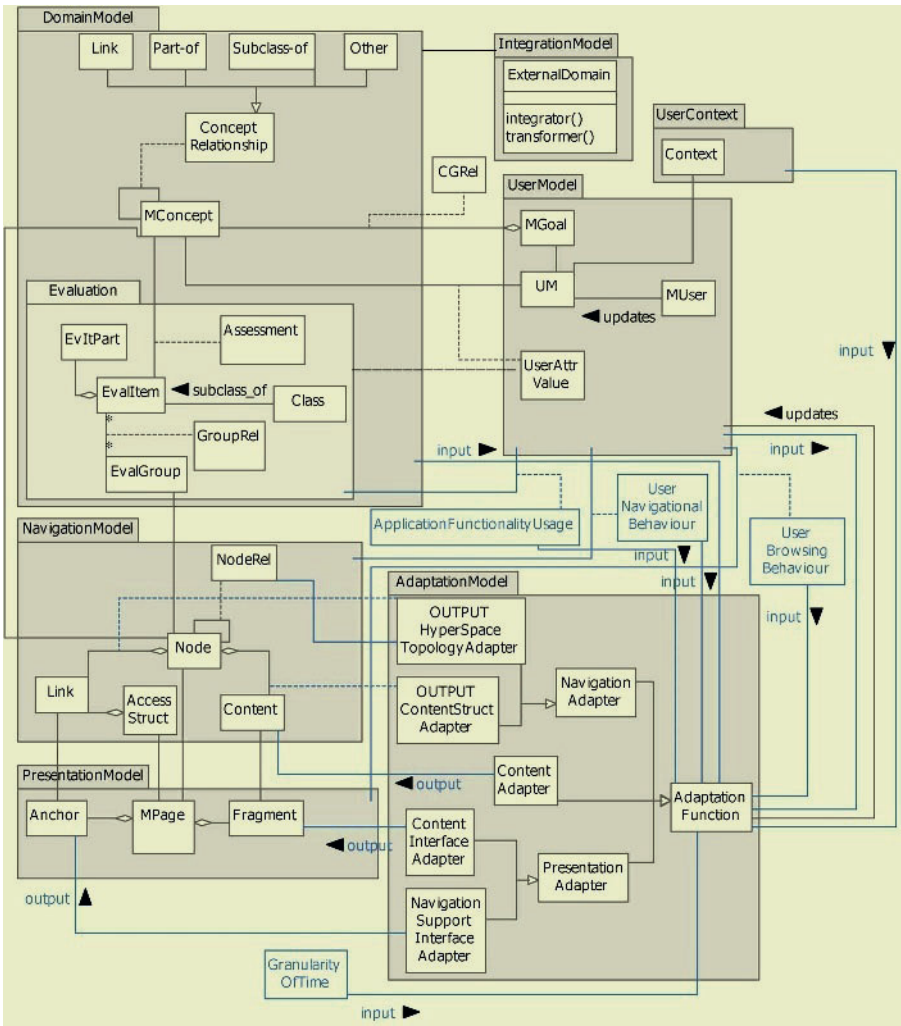 DomainModel
Link
Part-of
Subclass-of
Other
Concept
Relationship
MConcept
CGRel
IntegrationModel
ExternalDomain
integrator()
transformer()
UserContext
Context
UserModel
MGoal
UM
MUser
updates
UserAttr
Value
Evaluation
EvItPart
Assessment
EvalItem
subclass_of
Class
*
*
GroupRel
EvalGroup
input
updates
input
input
ApplicationFunctionalityUsage
User
Navigational
Behaviour
User
Browsing
Behaviour
input
input
input
NavigationModel
NodeRel
Node
Link
Access
Struct
Content
AdaptationModel
OUTPUT
HyperSpace
TopologyAdapter
OUTPUT
ContentStruct
Adapter
Navigation
Adapter
Content
Adapter
output
Adaptation
Function
PresentationModel
Anchor
MPage
Fragment
output
Content
Interface
Adapter
Presentation
Adapter
output
Navigation
Support
Interface
Adapter
Granularity
OfTime
input